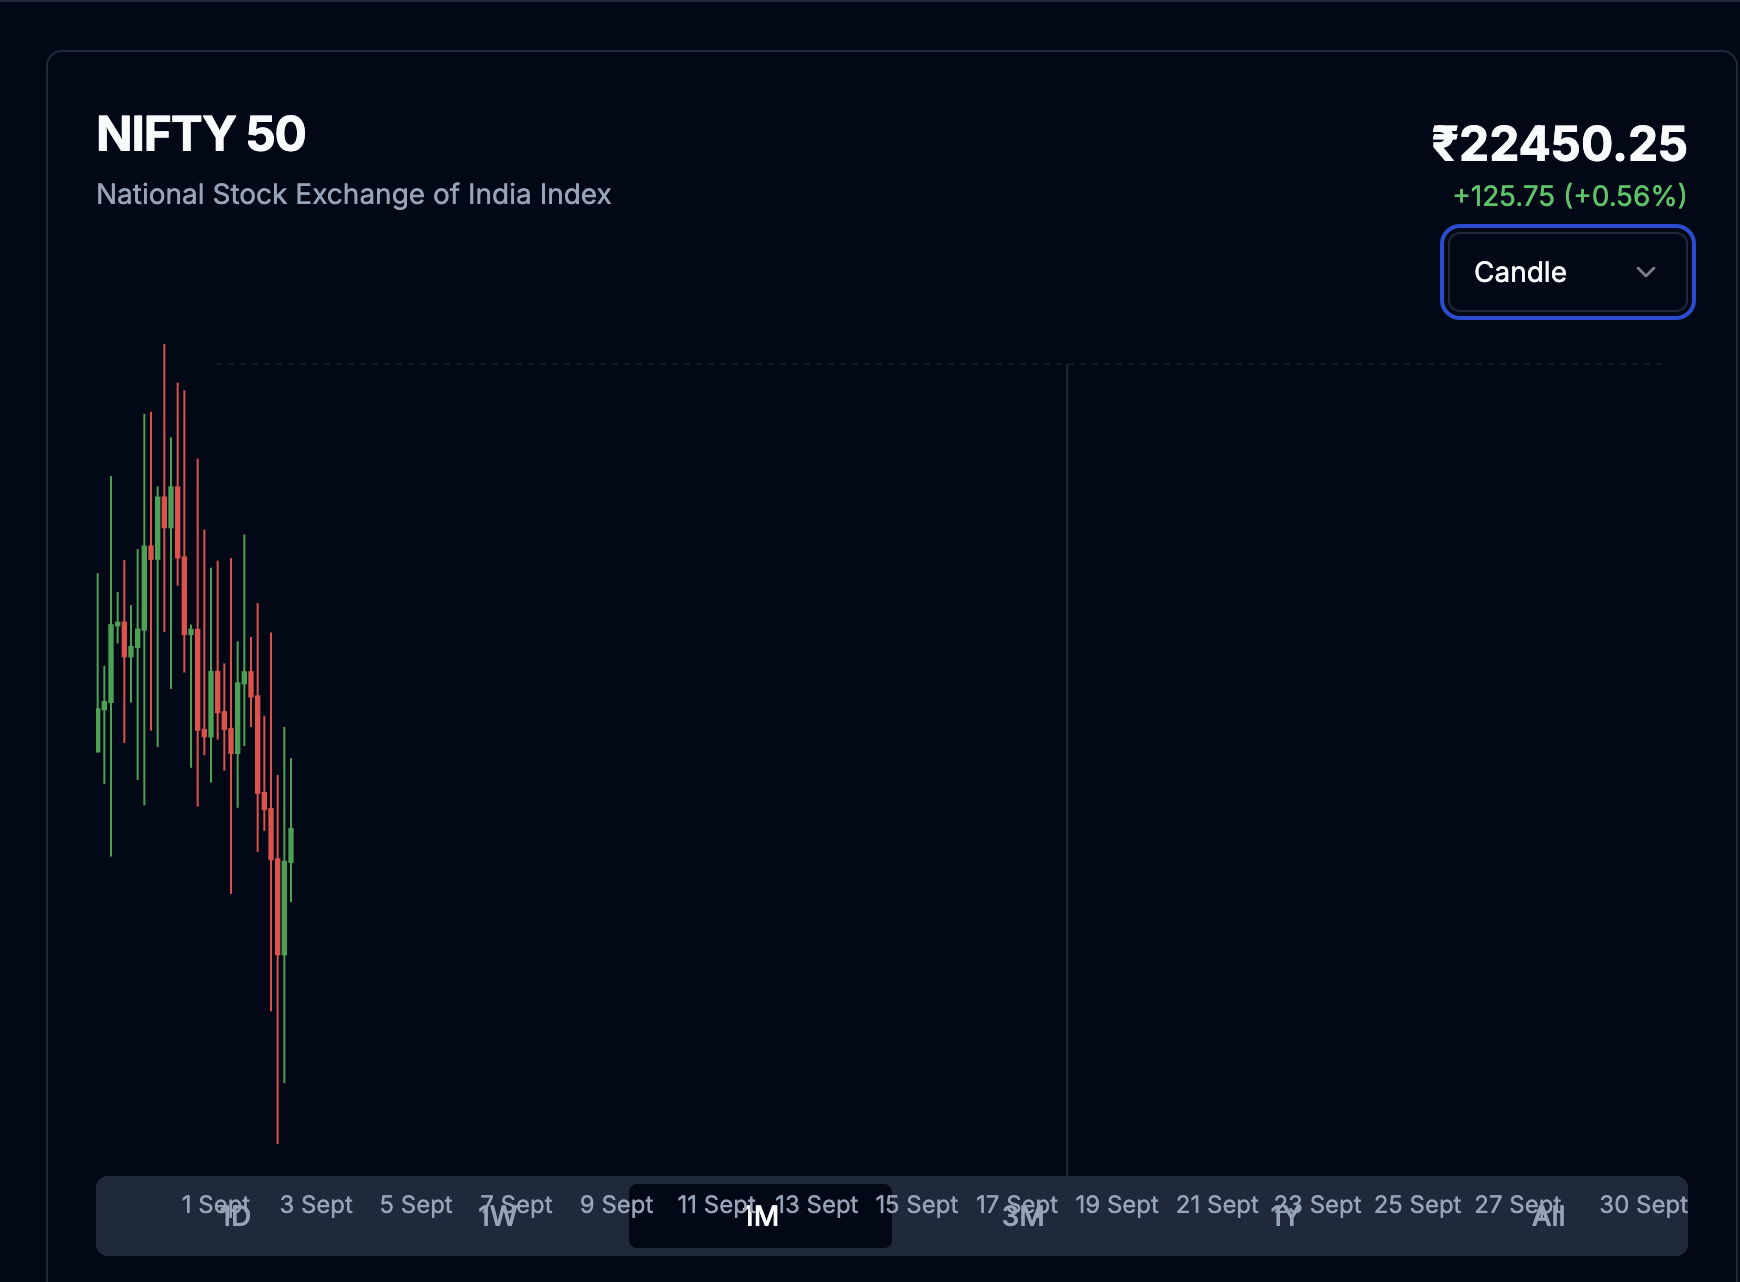 NIFTY 50
₹22450.25
National Stock Exchange of India Index
+125.75 (+0.56%)
Candle
1 Sept 3 Sept 5 Sept 7 Sept 9 Sept 11 Sept 13 Sept 15 Sept 17 Sept 19 Sept 21 Sept 23 Sept 25 Sept 27 Sept 30 Sept
1D 1W 1M 3M 1Y All